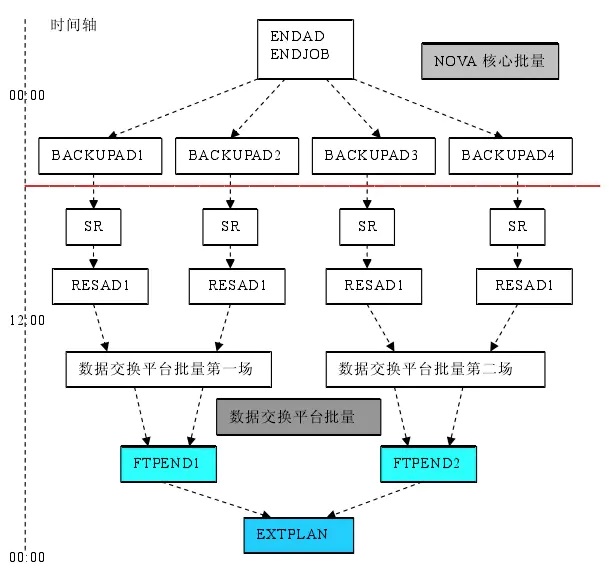 时间轴
ENDAD
ENDJOB
NOVA 核心批量
00:00
BACKUPAD1
BACKUPAD2
BACKUPAD3
BACKUPAD4
SR
SR
SR
SR
RESAD1
RESAD1
RESAD1
RESAD1
12:00
数据交换平台批量第一场
数据交换平台批量第二场
数据交换平台批量
FTPEND1
FTPEND2
EXTPLAN
00:00